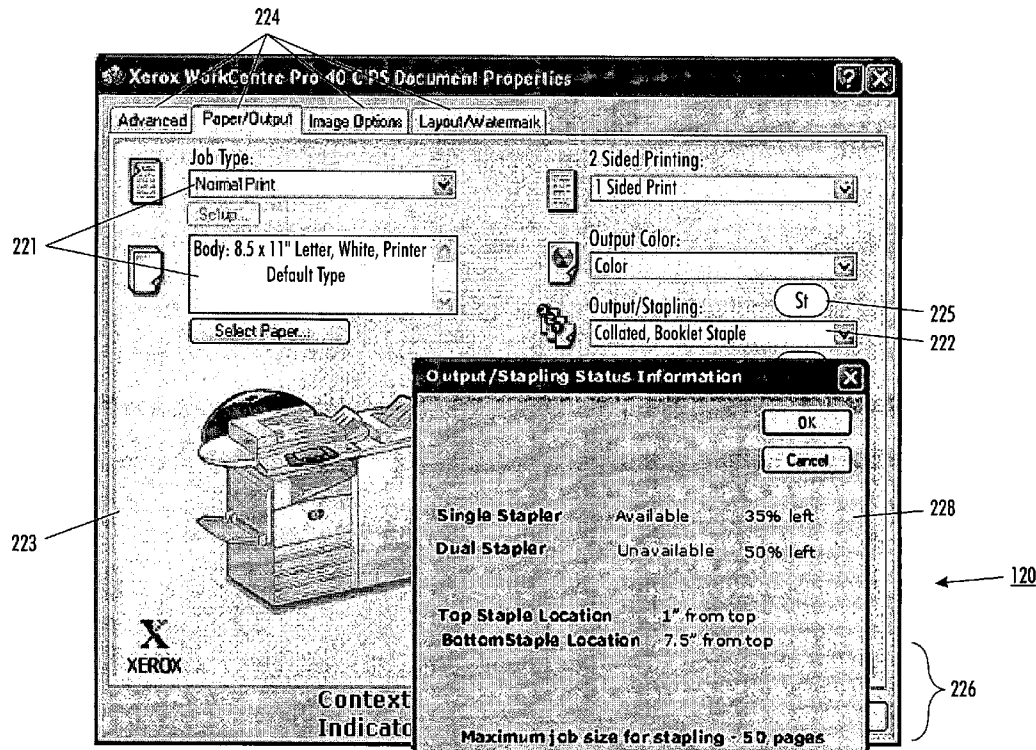 224
Xerox WorkCentre Pro 40 C PS Document Properties
Advanced Paper/Output Image Options Layout/Watermark
Job Type:
Normal Print
Setup...
221
Body: 8.5 x 11" Letter, White, Printer
Default Type
Select Paper...
2 Sided Printing:
1 Sided Print
Output Color:
Color
Output/Stapling:
St
225
Collated, Booklet Staple
222
Output/Stapling Status Information
OK
Cancel
Single Stapler Available 35% left
228
Dual Stapler Unavailable 50% left
223
120
Top Staple Location 1" from top
BottomStaple Location 7.5" from top
X
XEROX
226
Context
Indicato
Maximum job size for stapling - 50 pages